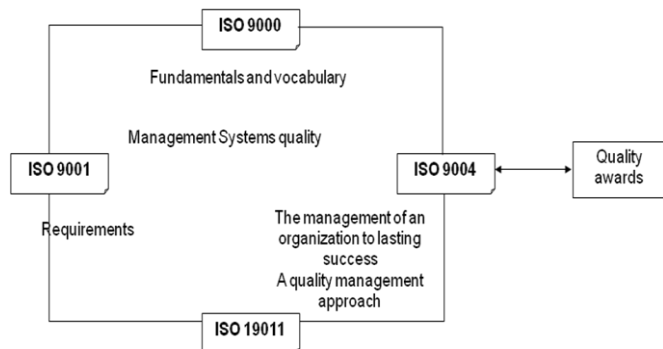 ISO 9000
Fundamentals and vocabulary
Management Systems quality
ISO 9001
ISO 9004
Quality
awards
Requirements
The management of an
organization to lasting
success
A quality management
approach
ISO 19011